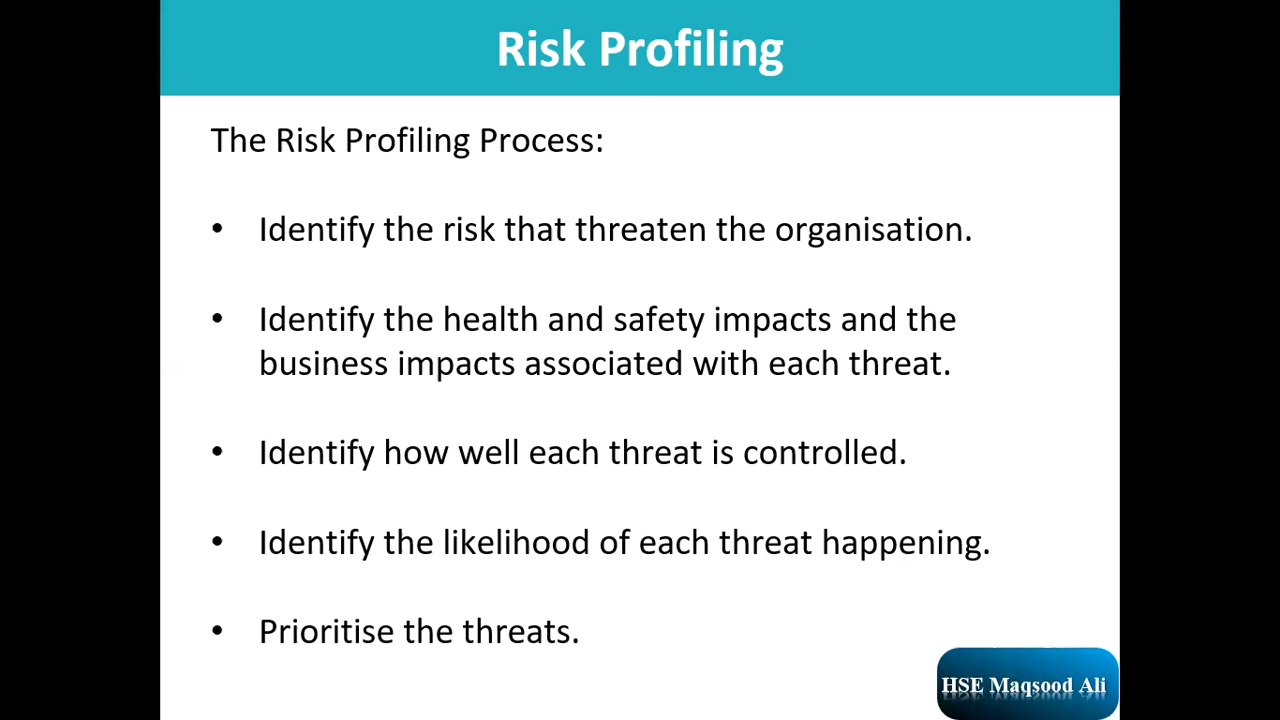 Risk Profiling
The Risk Profiling Process:
• Identify the risk that threaten the organisation.
• Identify the health and safety impacts and the
business impacts associated with each threat.
• Identify how well each threat is controlled.
• Identify the likelihood of each threat happening.
• Prioritise the threats.
HSE Maqsood Ali